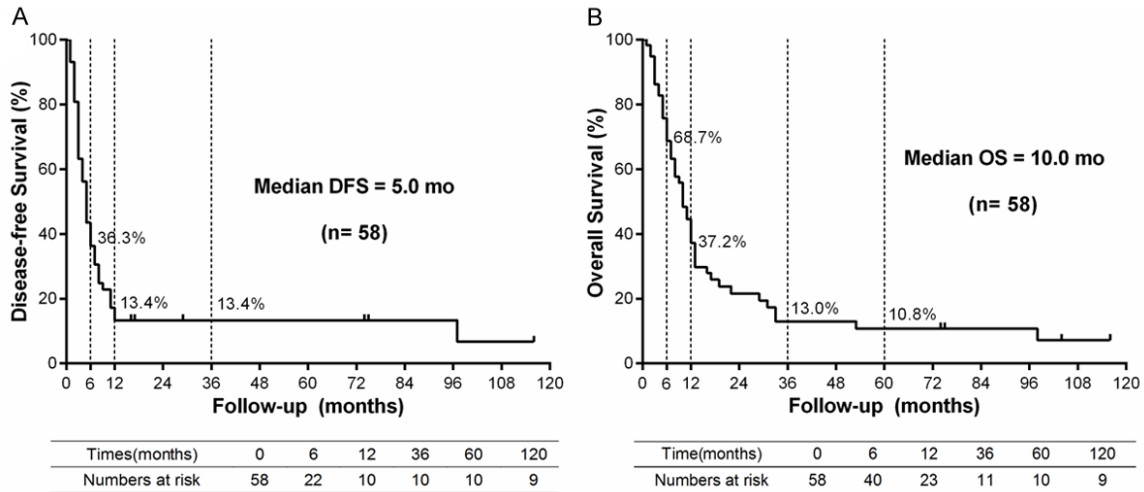 A
Disease-free Survival (%)
100
80
60
40
20
0
36.3%
13.4%
13.4%
Median DFS = 5.0 mo
(n= 58)
0 6 12 24 36 48 60 72 84 96 108 120
Follow-up (months)
Times(months) 0 6 12 36 60 120
Numbers at risk 58 22 10 10 10 9
B
Overall Survival (%)
100
80
60
40
20
0
68.7%
37.2%
13.0%
10.8%
Median OS = 10.0 mo
(n= 58)
0 6 12 24 36 48 60 72 84 96 108 120
Follow-up (months)
Time(months) 0 6 12 36 60 120
Numbers at risk 58 40 23 11 10 9